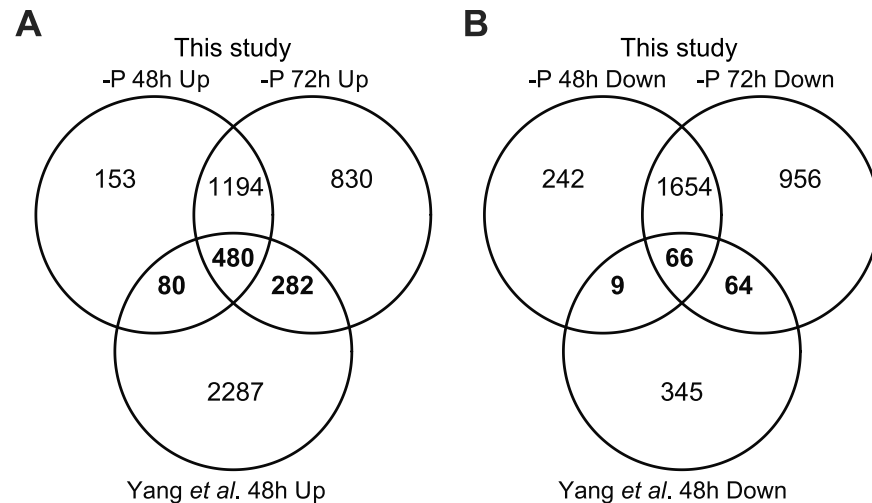 A
This study
-P 48h Up -P 72h Up
153 1194 830
480
80 282
2287
Yang et al. 48h Up
B
This study
-P 48h Down -P 72h Down
242 1654 956
66
9 64
345
Yang et al. 48h Down